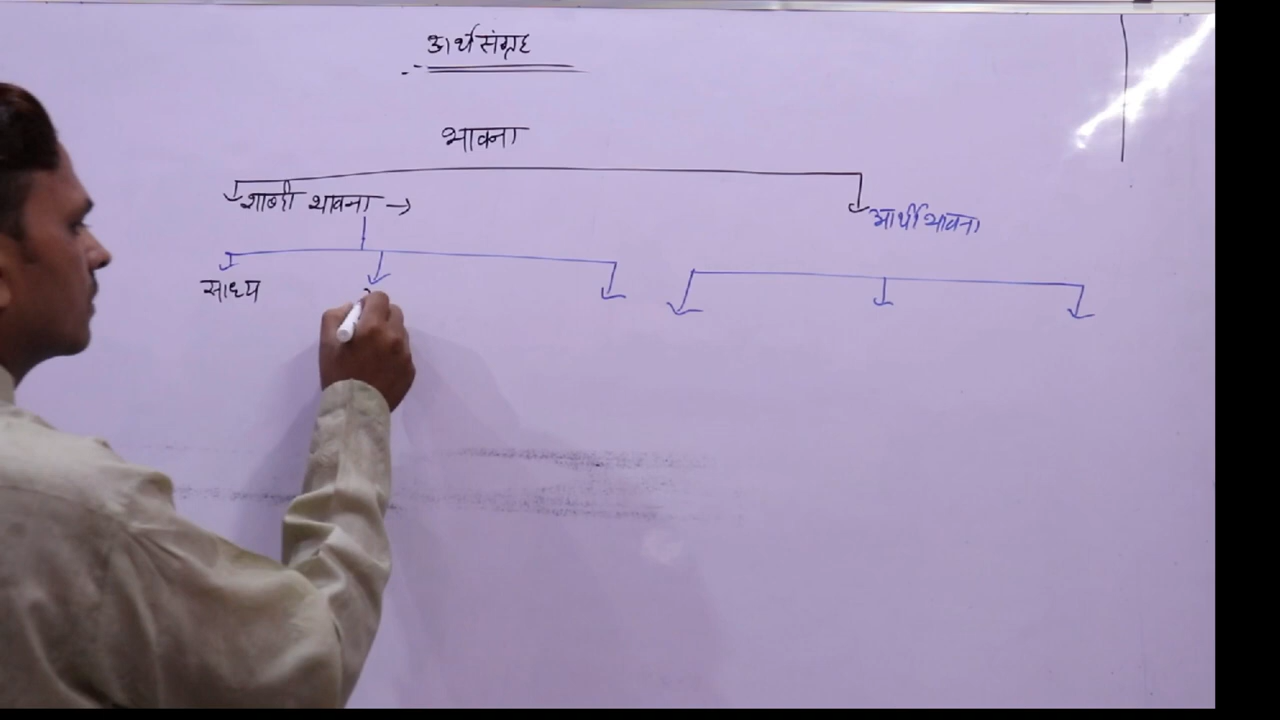 अर्थसंग्रह
भावना
शाब्दी भावना →
आर्थी भावना
साध्य